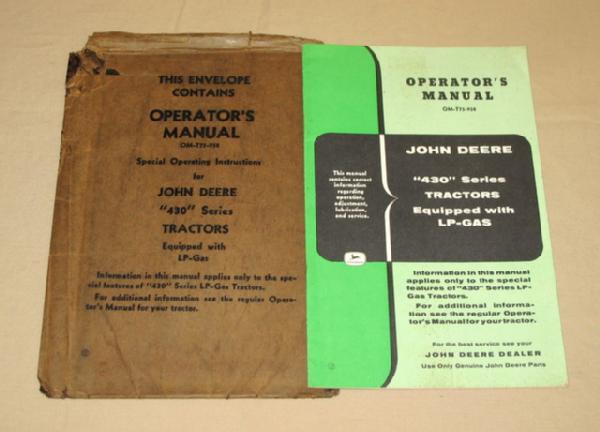 THIS ENVELOPE
CONTAINS
OPERATOR'S
MANUAL
OM-T75-958
Special Operating Instructions
for
JOHN DEERE
"430" Series
TRACTORS
Equipped with
LP-Gas
Information in this manual applies only to the spe-
cial features of "430" Series LP-Gas Tractors.
For additional information see the regular Opera-
tor's Manual for your tractor.
OPERATOR'S
MANUAL
OM-T75-958
This manual
contains correct
information
regarding
operation,
adjustment,
lubrication,
and service.
JOHN DEERE
"430" Series
TRACTORS
Equipped with
LP-GAS
Information in this manual
applies only to the special
features of "430" Series LP-
Gas Tractors.
For additional informa-
tion see the regular Opera-
tor's Manual for your tractor.
For the best service see your
JOHN DEERE DEALER
Use Only Genuine John Deere Parts